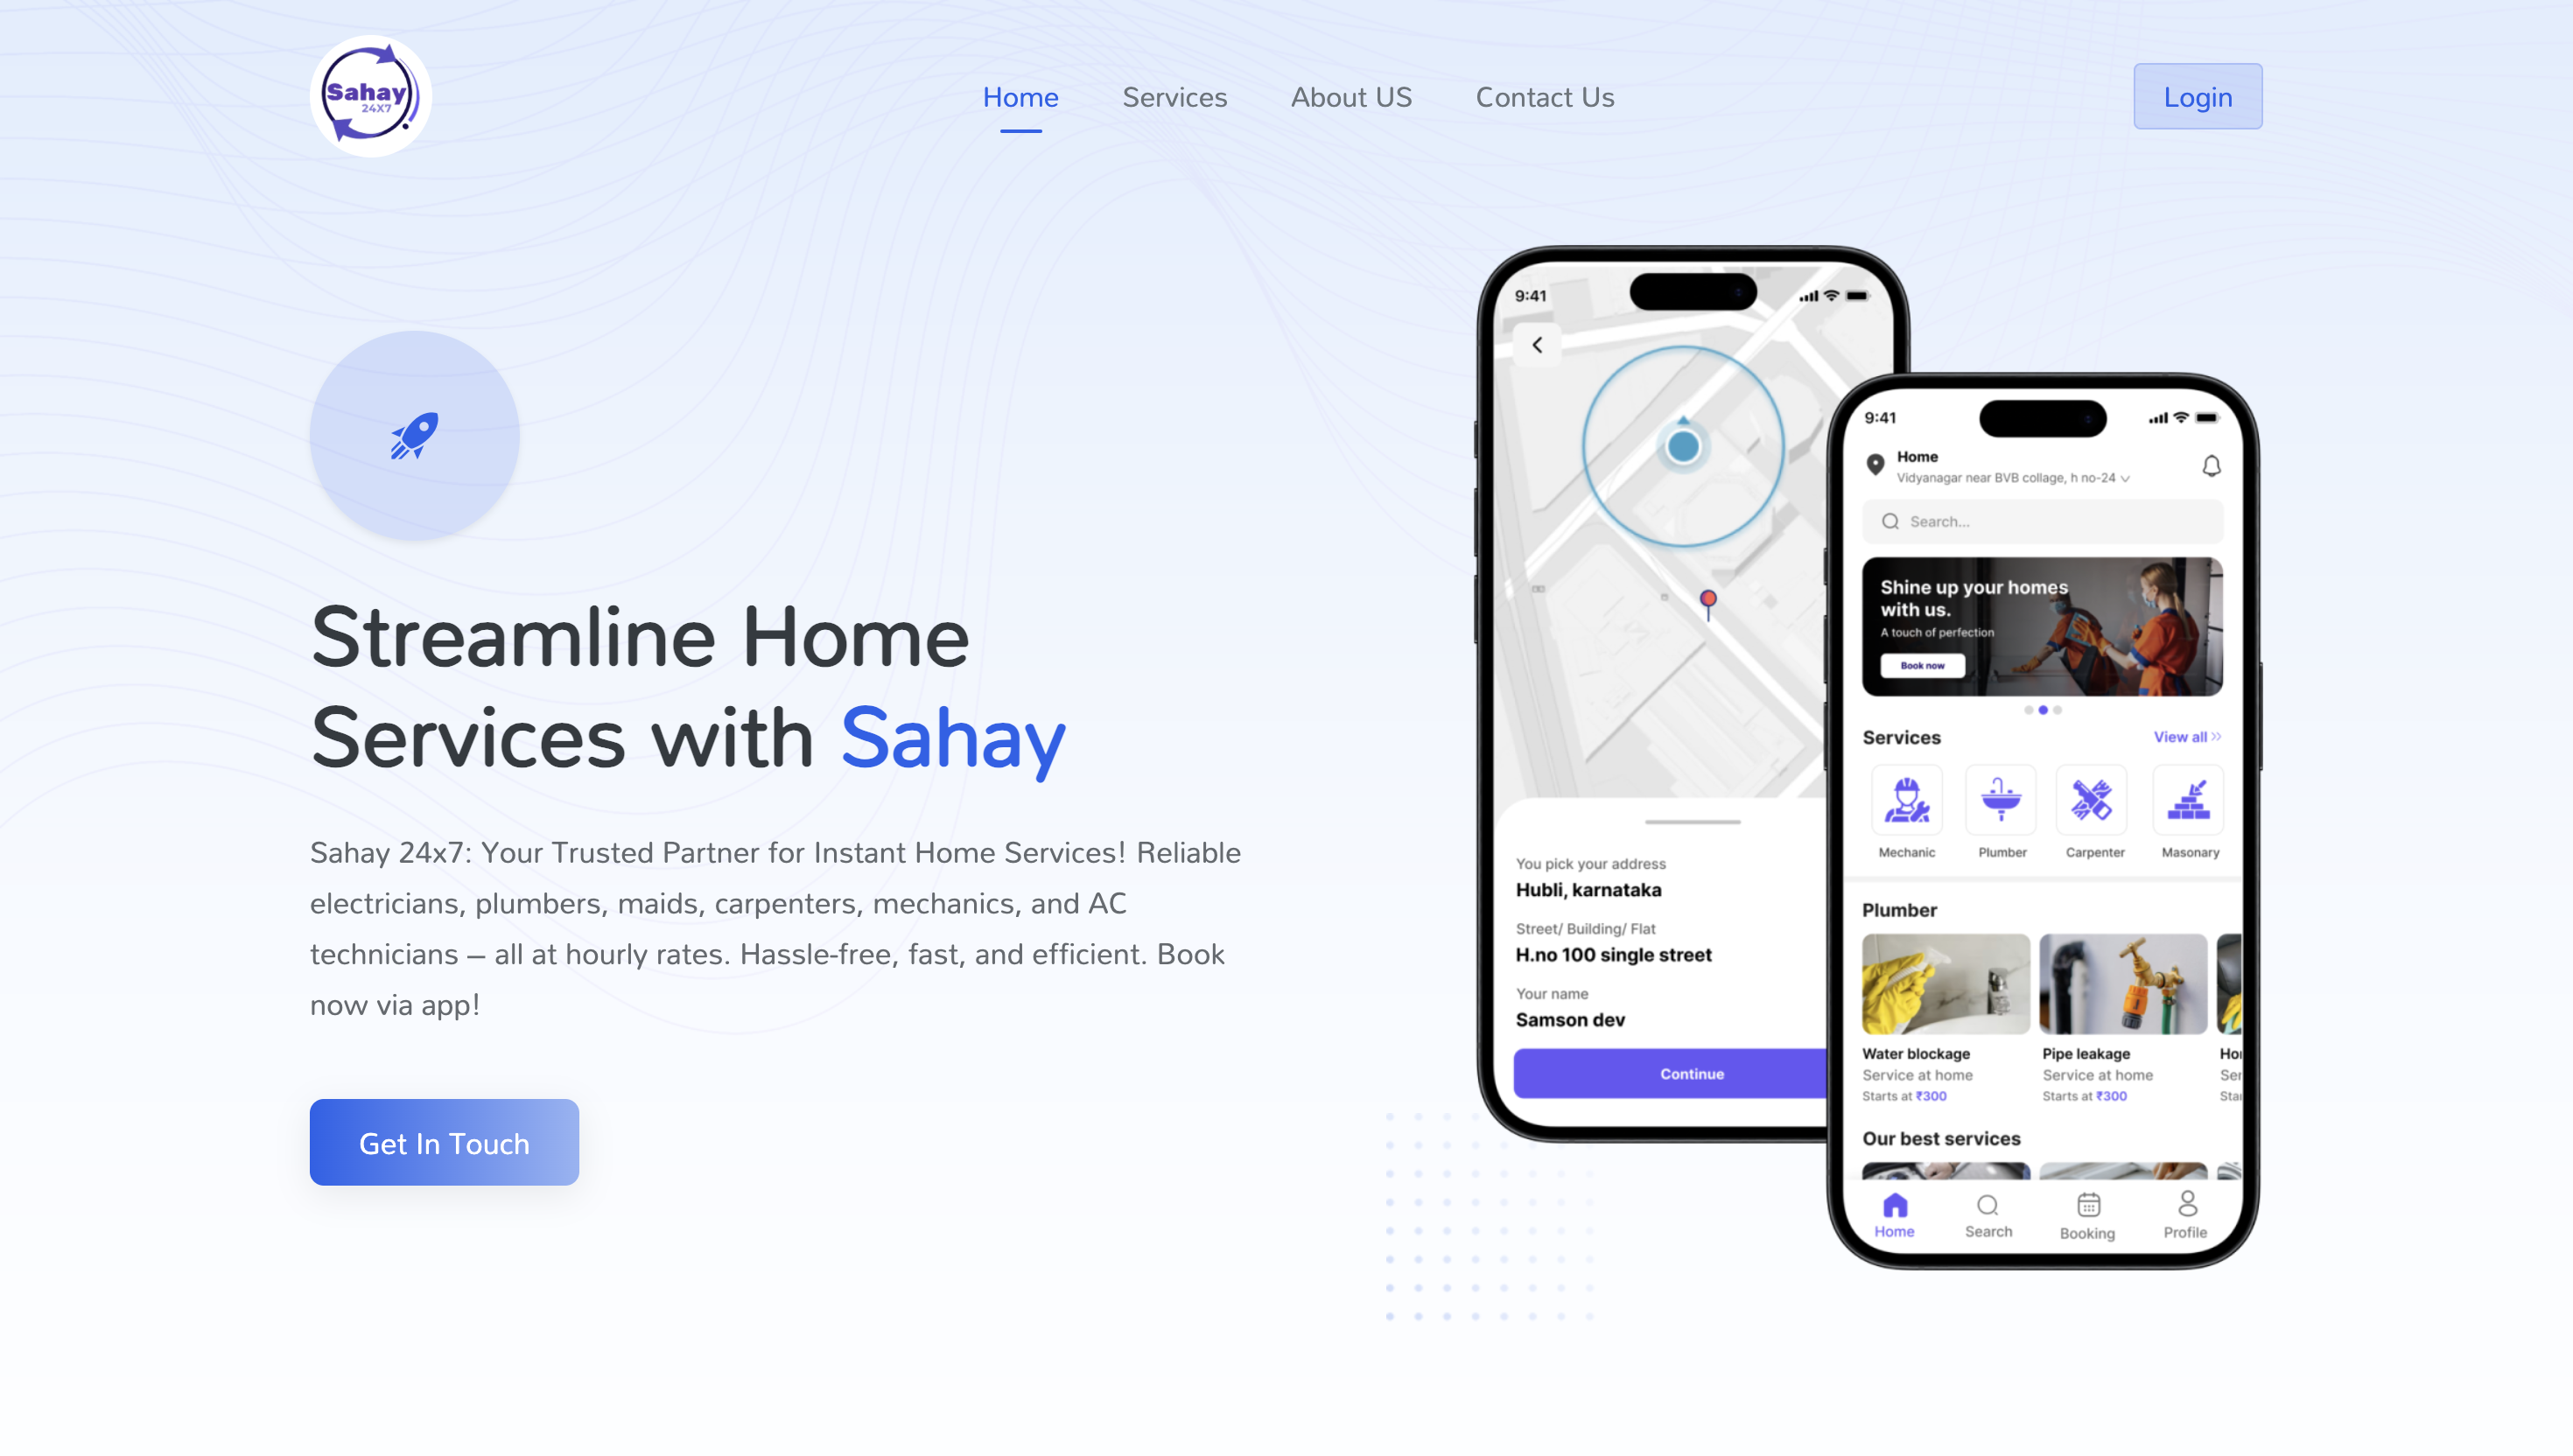 Sahay
24X7
Home
Services
About US
Contact Us
Login
Streamline Home
Services with Sahay
Sahay 24x7: Your Trusted Partner for Instant Home Services! Reliable
electricians, plumbers, maids, carpenters, mechanics, and AC
technicians – all at hourly rates. Hassle-free, fast, and efficient. Book
now via app!
Get In Touch
9:41
You pick your address
Hubli, karnataka
Street/ Building/ Flat
H.no 100 single street
Your name
Samson dev
Continue
9:41
Home
Vidyanagar near BVB collage, h no-24
Search...
Shine up your homes
with us.
A touch of perfection
Book now
Services
View all
Mechanic
Plumber
Carpenter
Masonary
Plumber
Water blockage
Service at home
Starts at ₹300
Pipe leakage
Service at home
Starts at ₹300
Our best services
Home
Search
Booking
Profile